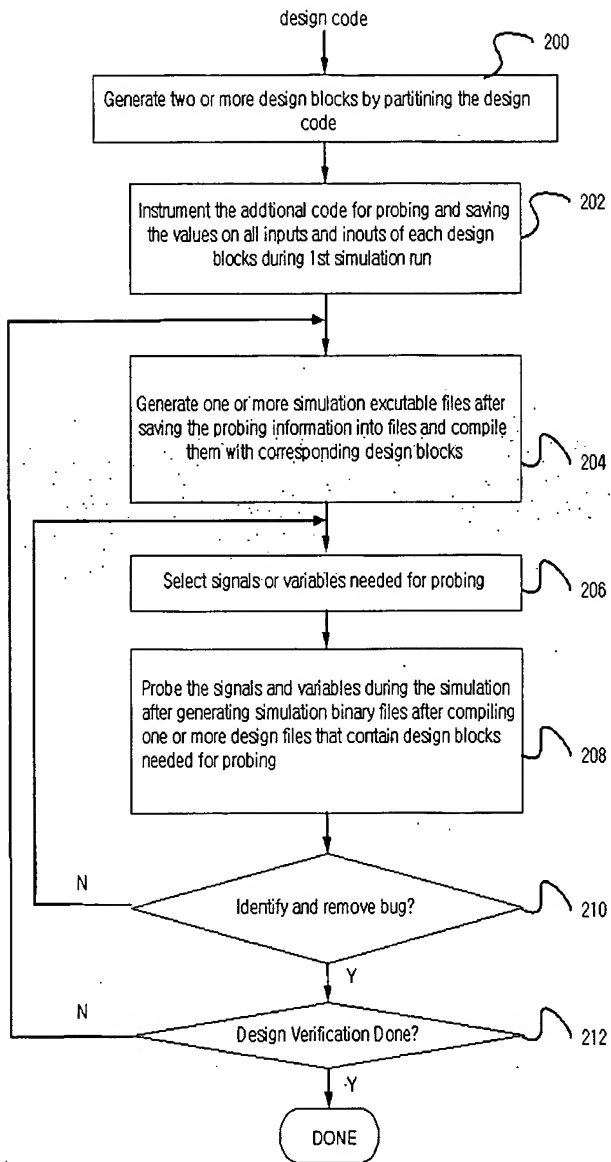 design code
200
Generate two or more design blocks by partitining the design
code
Instrument the addtional code for probing and saving
the values on all inputs and inouts of each design
blocks during 1st simulation run
202
Generate one or more simulation excutable files after
saving the probing information into files and compile
them with corresponding design blocks
204
Select signals or variables needed for probing
206
Probe the signals and variables during the simulation
after generating simulation binary files after compiling
one or more design files that contain design blocks
needed for probing
208
N
Identify and remove bug?
210
Y
N
Design Verification Done?
212
Y
DONE